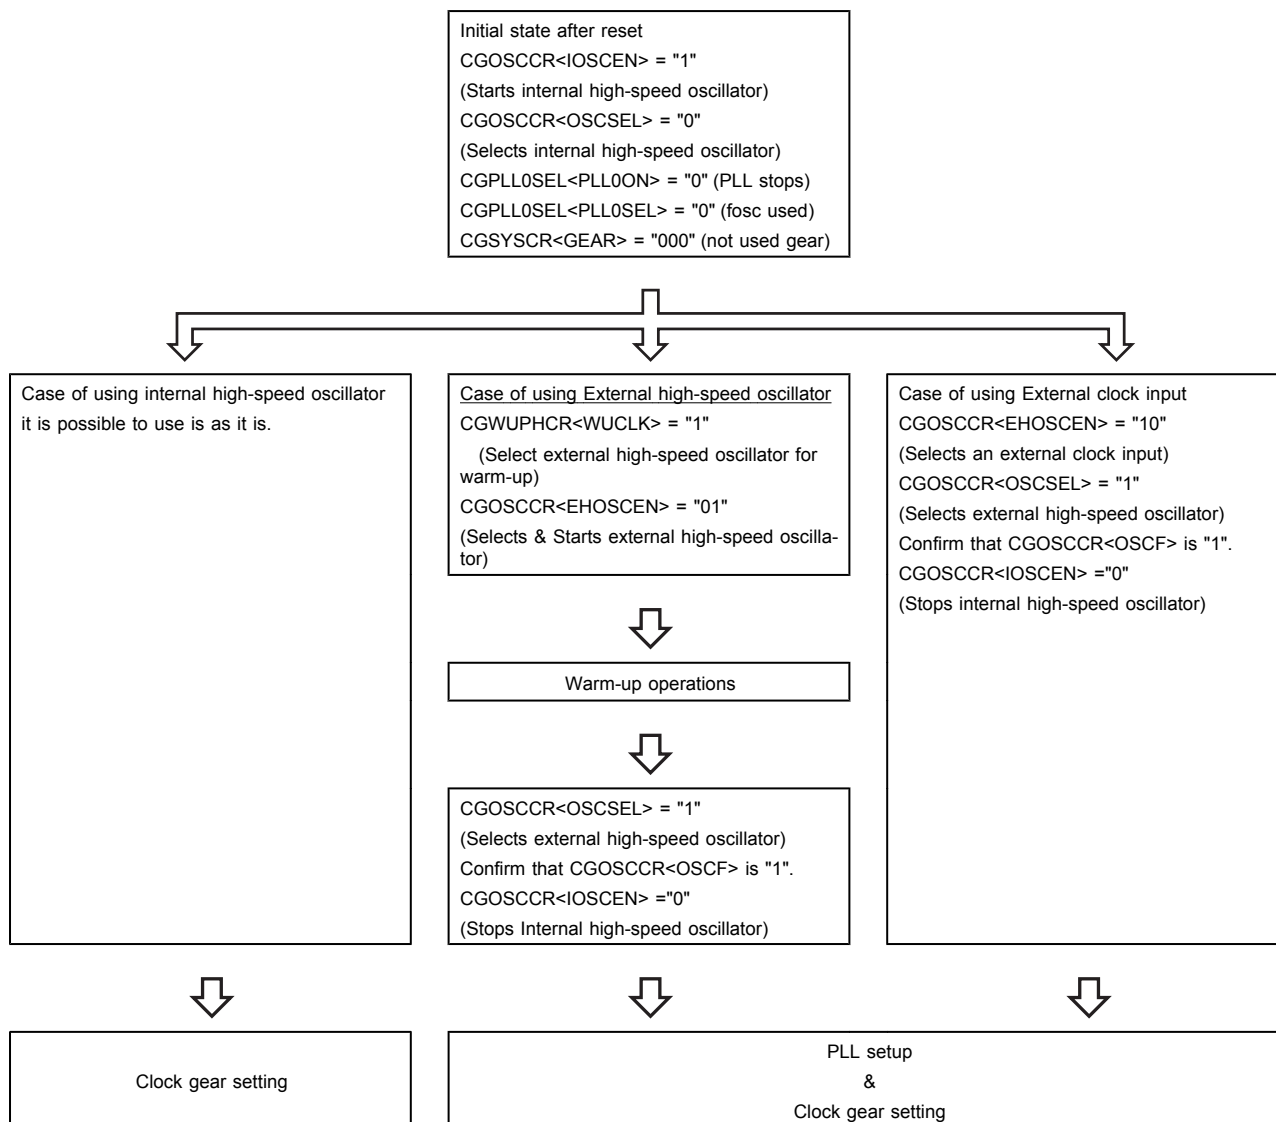 Initial state after reset
CGOSCCR<IOSCEN> = "1"
(Starts internal high-speed oscillator)
CGOSCCR<OSCSEL> = "0"
(Selects internal high-speed oscillator)
CGPLL0SEL<PLL0ON> = "0" (PLL stops)
CGPLL0SEL<PLL0SEL> = "0" (fosc used)
CGSYSCR<GEAR> = "000" (not used gear)
Case of using internal high-speed oscillator
it is possible to use is as it is.
Case of using External high-speed oscillator
CGWUPHCR<WUCLK> = "1"
(Select external high-speed oscillator for
warm-up)
CGOSCCR<EHOSCEN> = "01"
(Selects & Starts external high-speed oscilla-
tor)
Warm-up operations
CGOSCCR<OSCSEL> = "1"
(Selects external high-speed oscillator)
Confirm that CGOSCCR<OSCF> is "1".
CGOSCCR<IOSCEN> ="0"
(Stops Internal high-speed oscillator)
Case of using External clock input
CGOSCCR<EHOSCEN> = "10"
(Selects an external clock input)
CGOSCCR<OSCSEL> = "1"
(Selects external high-speed oscillator)
Confirm that CGOSCCR<OSCF> is "1".
CGOSCCR<IOSCEN> ="0"
(Stops internal high-speed oscillator)
Clock gear setting
PLL setup
&
Clock gear setting